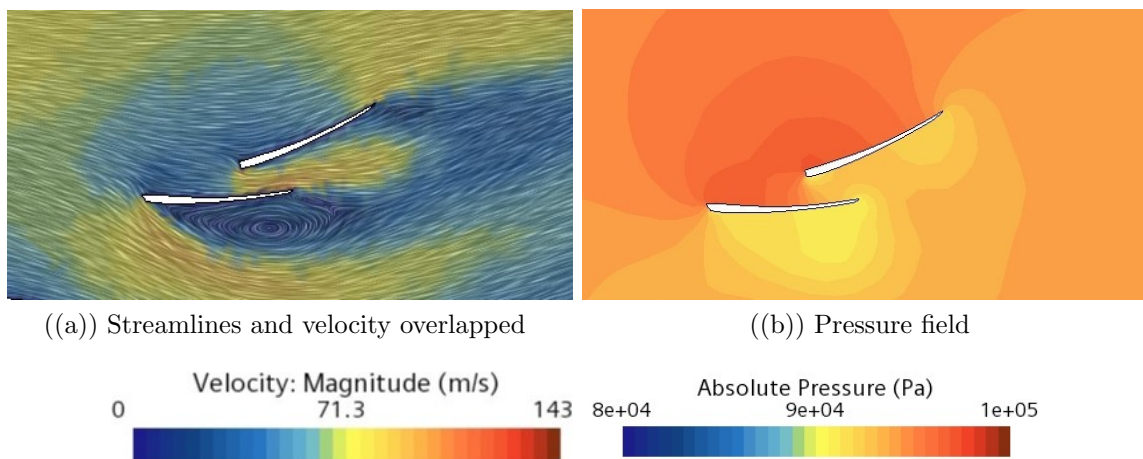 ((a)) Streamlines and velocity overlapped
((b)) Pressure field
Velocity: Magnitude (m/s)
0 71.3 143
Absolute Pressure (Pa)
8e+04 9e+04 1e+05